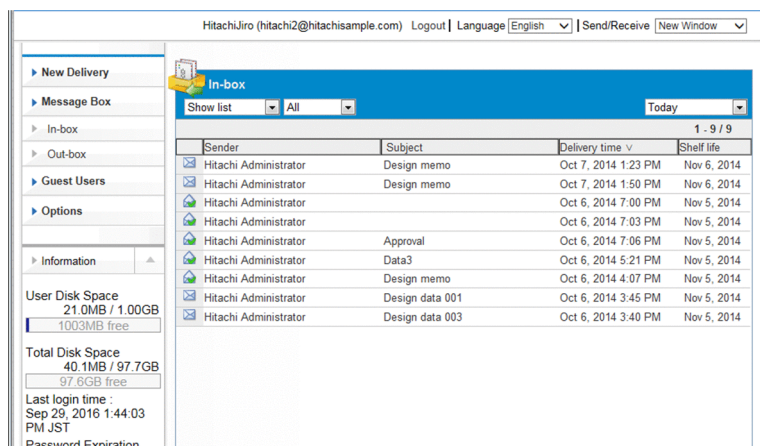 HitachiJiro (hitachi2@hitachisample.com) Logout | Language English | Send/Receive New Window
New Delivery
Message Box
In-box
Out-box
Guest Users
Options
Information
User Disk Space
21.0MB / 1.00GB
1003MB free
Total Disk Space
40.1MB / 97.7GB
97.6GB free
Last login time :
Sep 29, 2016 1:44:03
PM JST
Password Expiration
In-box
Show list All Today
1 - 9 / 9
Sender Subject Delivery time ∨ Shelf life
Hitachi Administrator Design memo Oct 7, 2014 1:23 PM Nov 6, 2014
Hitachi Administrator Design memo Oct 7, 2014 1:50 PM Nov 6, 2014
Hitachi Administrator Oct 6, 2014 7:00 PM Nov 5, 2014
Hitachi Administrator Oct 6, 2014 7:03 PM Nov 5, 2014
Hitachi Administrator Approval Oct 6, 2014 7:06 PM Nov 5, 2014
Hitachi Administrator Data3 Oct 6, 2014 5:21 PM Nov 5, 2014
Hitachi Administrator Design memo Oct 6, 2014 4:07 PM Nov 5, 2014
Hitachi Administrator Design data 001 Oct 6, 2014 3:45 PM Nov 5, 2014
Hitachi Administrator Design data 003 Oct 6, 2014 3:40 PM Nov 5, 2014